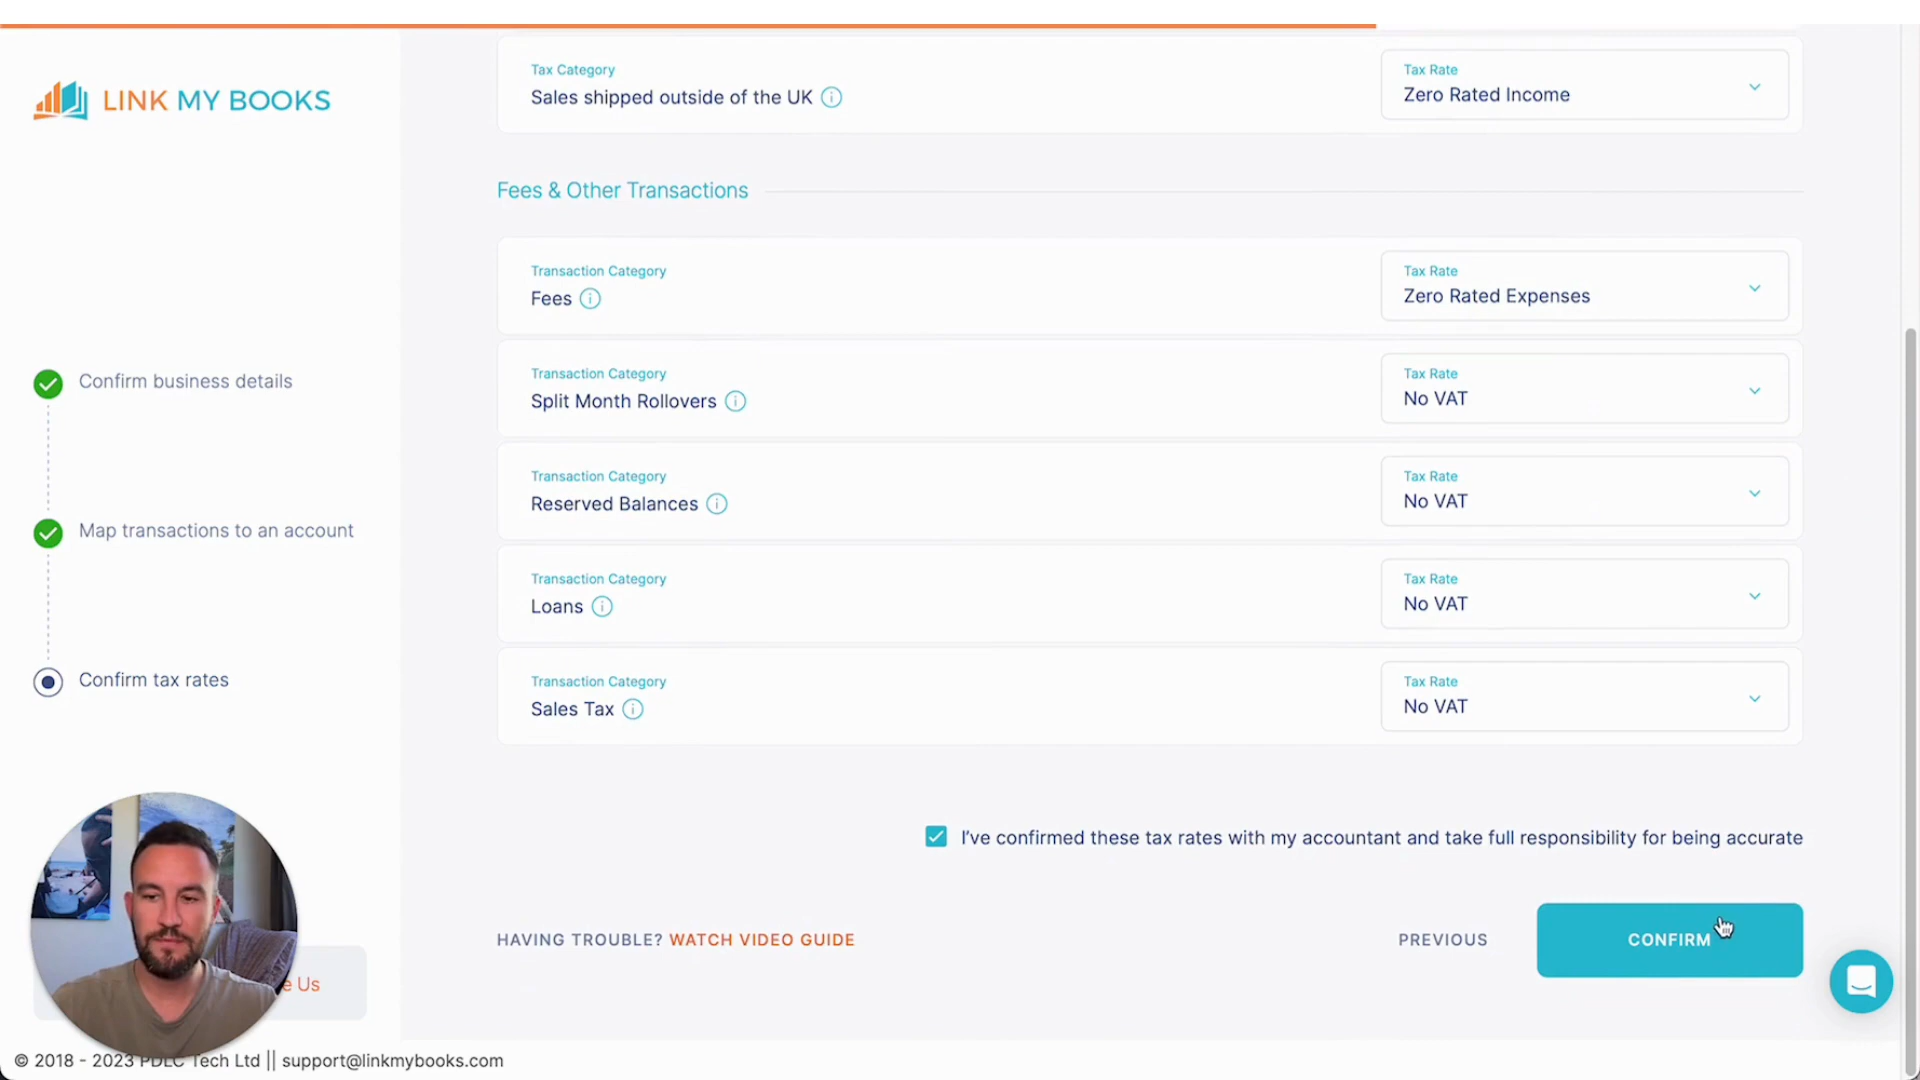 LINK MY BOOKS
Tax Category
Sales shipped outside of the UK
Tax Rate
Zero Rated Income
Fees & Other Transactions
Transaction Category
Fees
Tax Rate
Zero Rated Expenses
Transaction Category
Split Month Rollovers
Tax Rate
No VAT
Transaction Category
Reserved Balances
Tax Rate
No VAT
Transaction Category
Loans
Tax Rate
No VAT
Transaction Category
Sales Tax
Tax Rate
No VAT
Confirm business details
Map transactions to an account
Confirm tax rates
I've confirmed these tax rates with my accountant and take full responsibility for being accurate
HAVING TROUBLE? WATCH VIDEO GUIDE
PREVIOUS
CONFIRM
e Us
© 2018 - 2023 PDLC Tech Ltd || support@linkmybooks.com